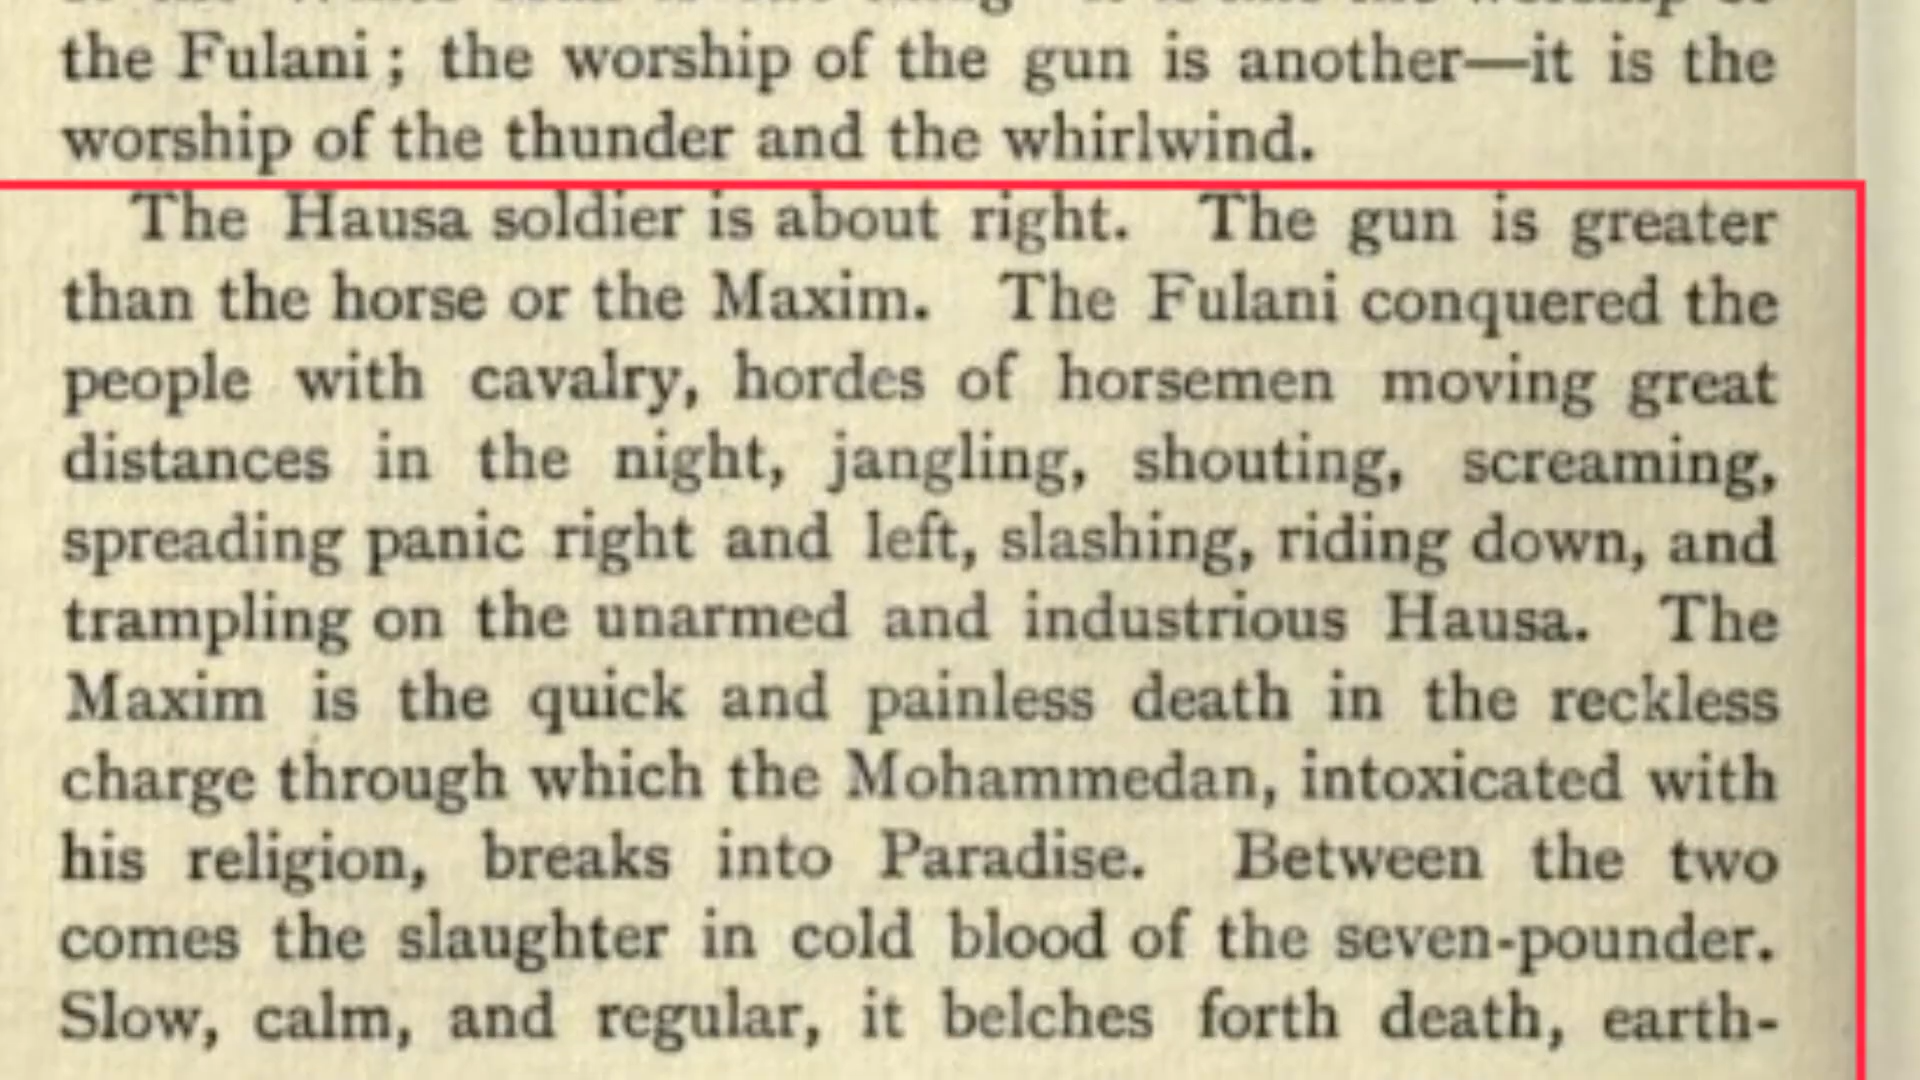 the Fulani; the worship of the gun is another—it is the
worship of the thunder and the whirlwind.
The Hausa soldier is about right. The gun is greater
than the horse or the Maxim. The Fulani conquered the
people with cavalry, hordes of horsemen moving great
distances in the night, jangling, shouting, screaming,
spreading panic right and left, slashing, riding down, and
trampling on the unarmed and industrious Hausa. The
Maxim is the quick and painless death in the reckless
charge through which the Mohammedan, intoxicated with
his religion, breaks into Paradise. Between the two
comes the slaughter in cold blood of the seven-pounder.
Slow, calm, and regular, it belches forth death, earth-